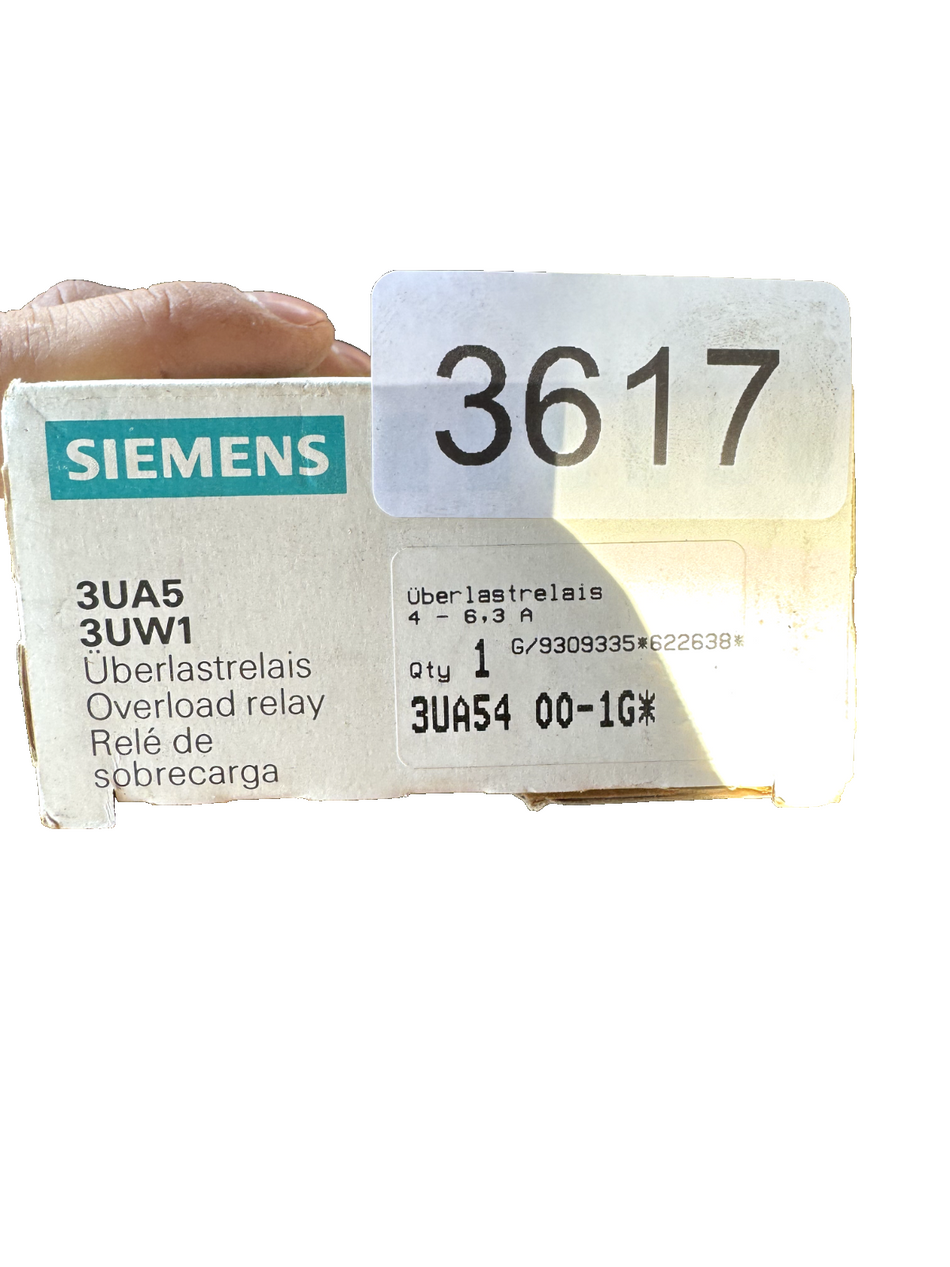 3617
SIEMENS
3UA5
3UW1
Überlastrelais
Overload relay
Relé de
sobrecarga
Überlastrelais
4 - 6,3 A
G/9309335*622638*
Qty 1
3UA54 00-1G*